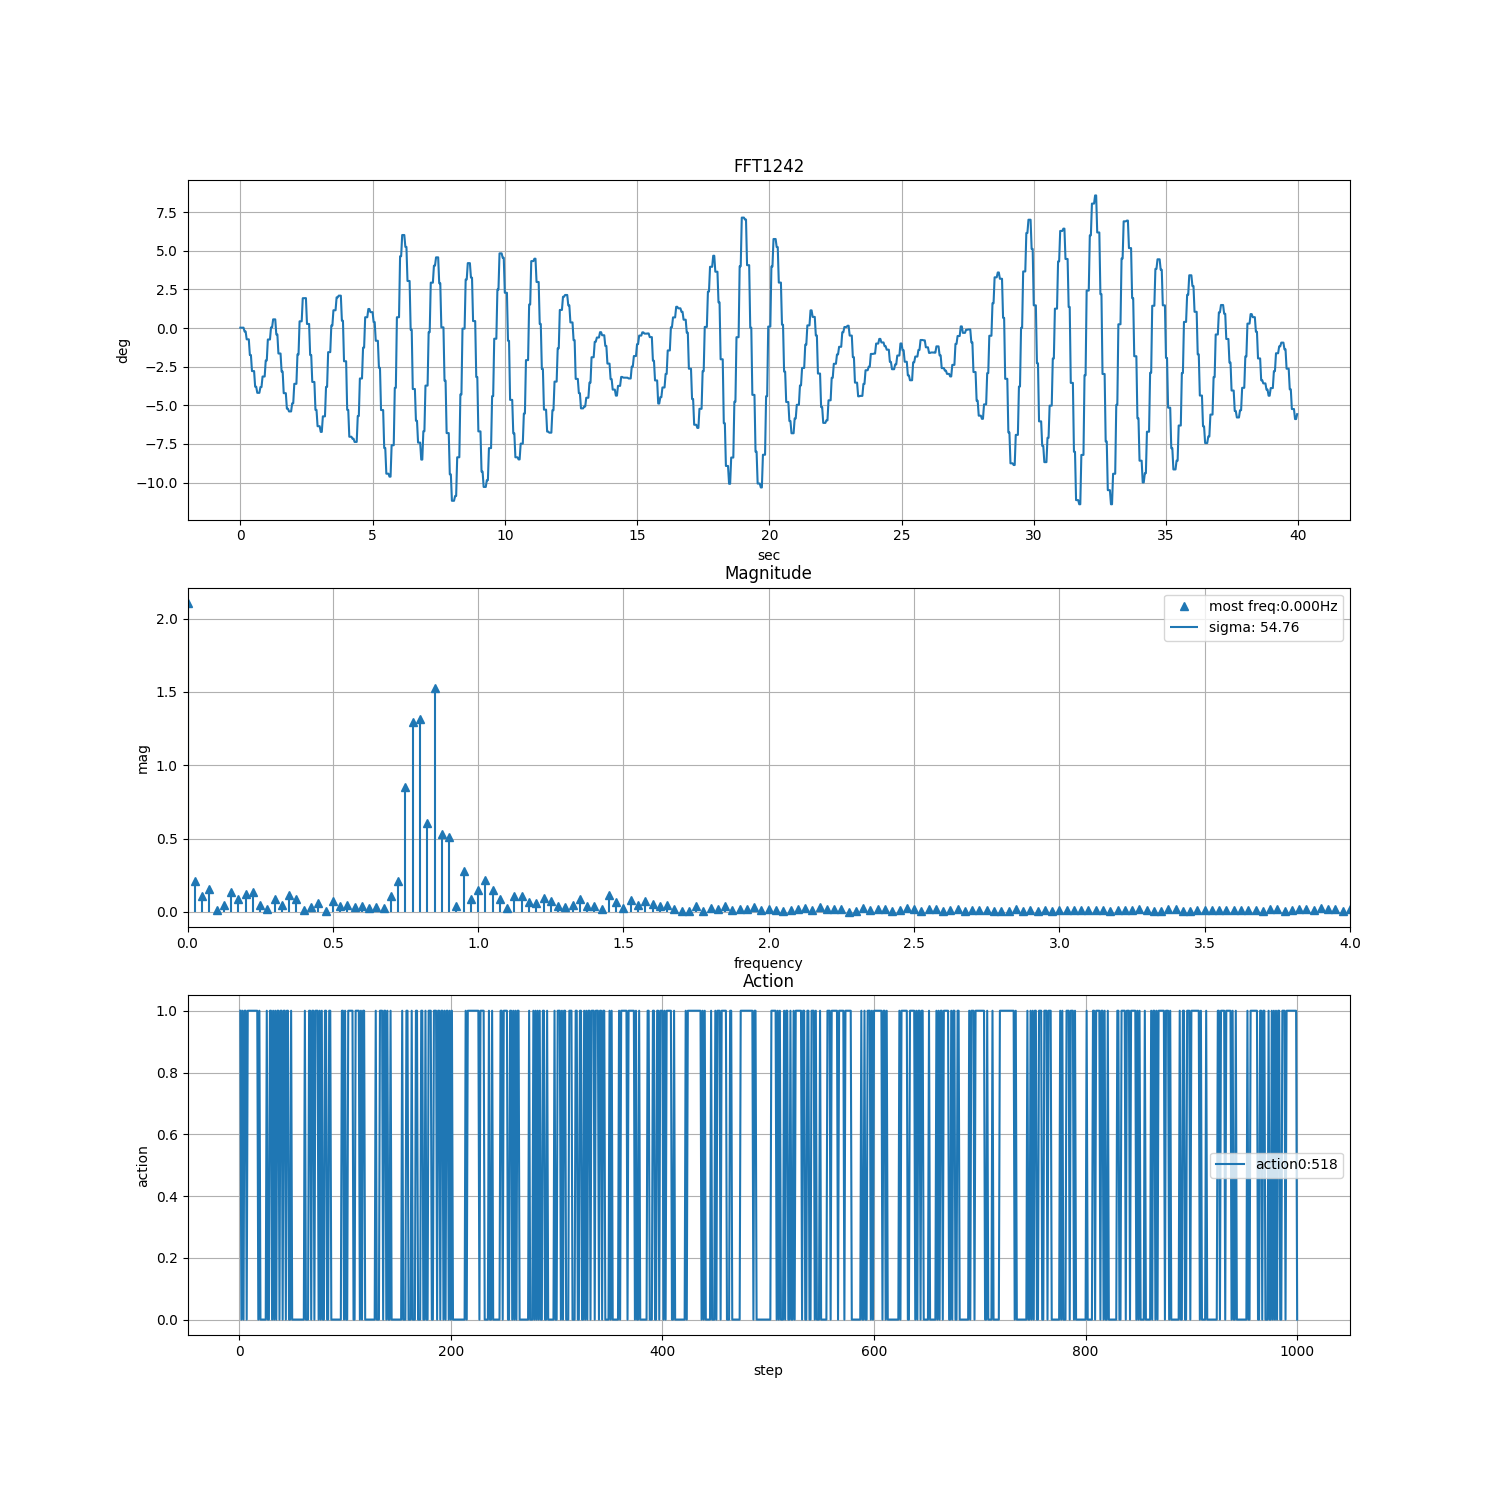 FFT1242
7.5
5.0
2.5
0.0
−2.5
−5.0
−7.5
−10.0
deg
0 5 10 15 20 25 30 35 40
sec
Magnitude
2.0
1.5
1.0
0.5
0.0
mag
most freq:0.000Hz
sigma: 54.76
0.0 0.5 1.0 1.5 2.0 2.5 3.0 3.5 4.0
frequency
Action
1.0
0.8
0.6
0.4
0.2
0.0
action
action0:518
0 200 400 600 800 1000
step